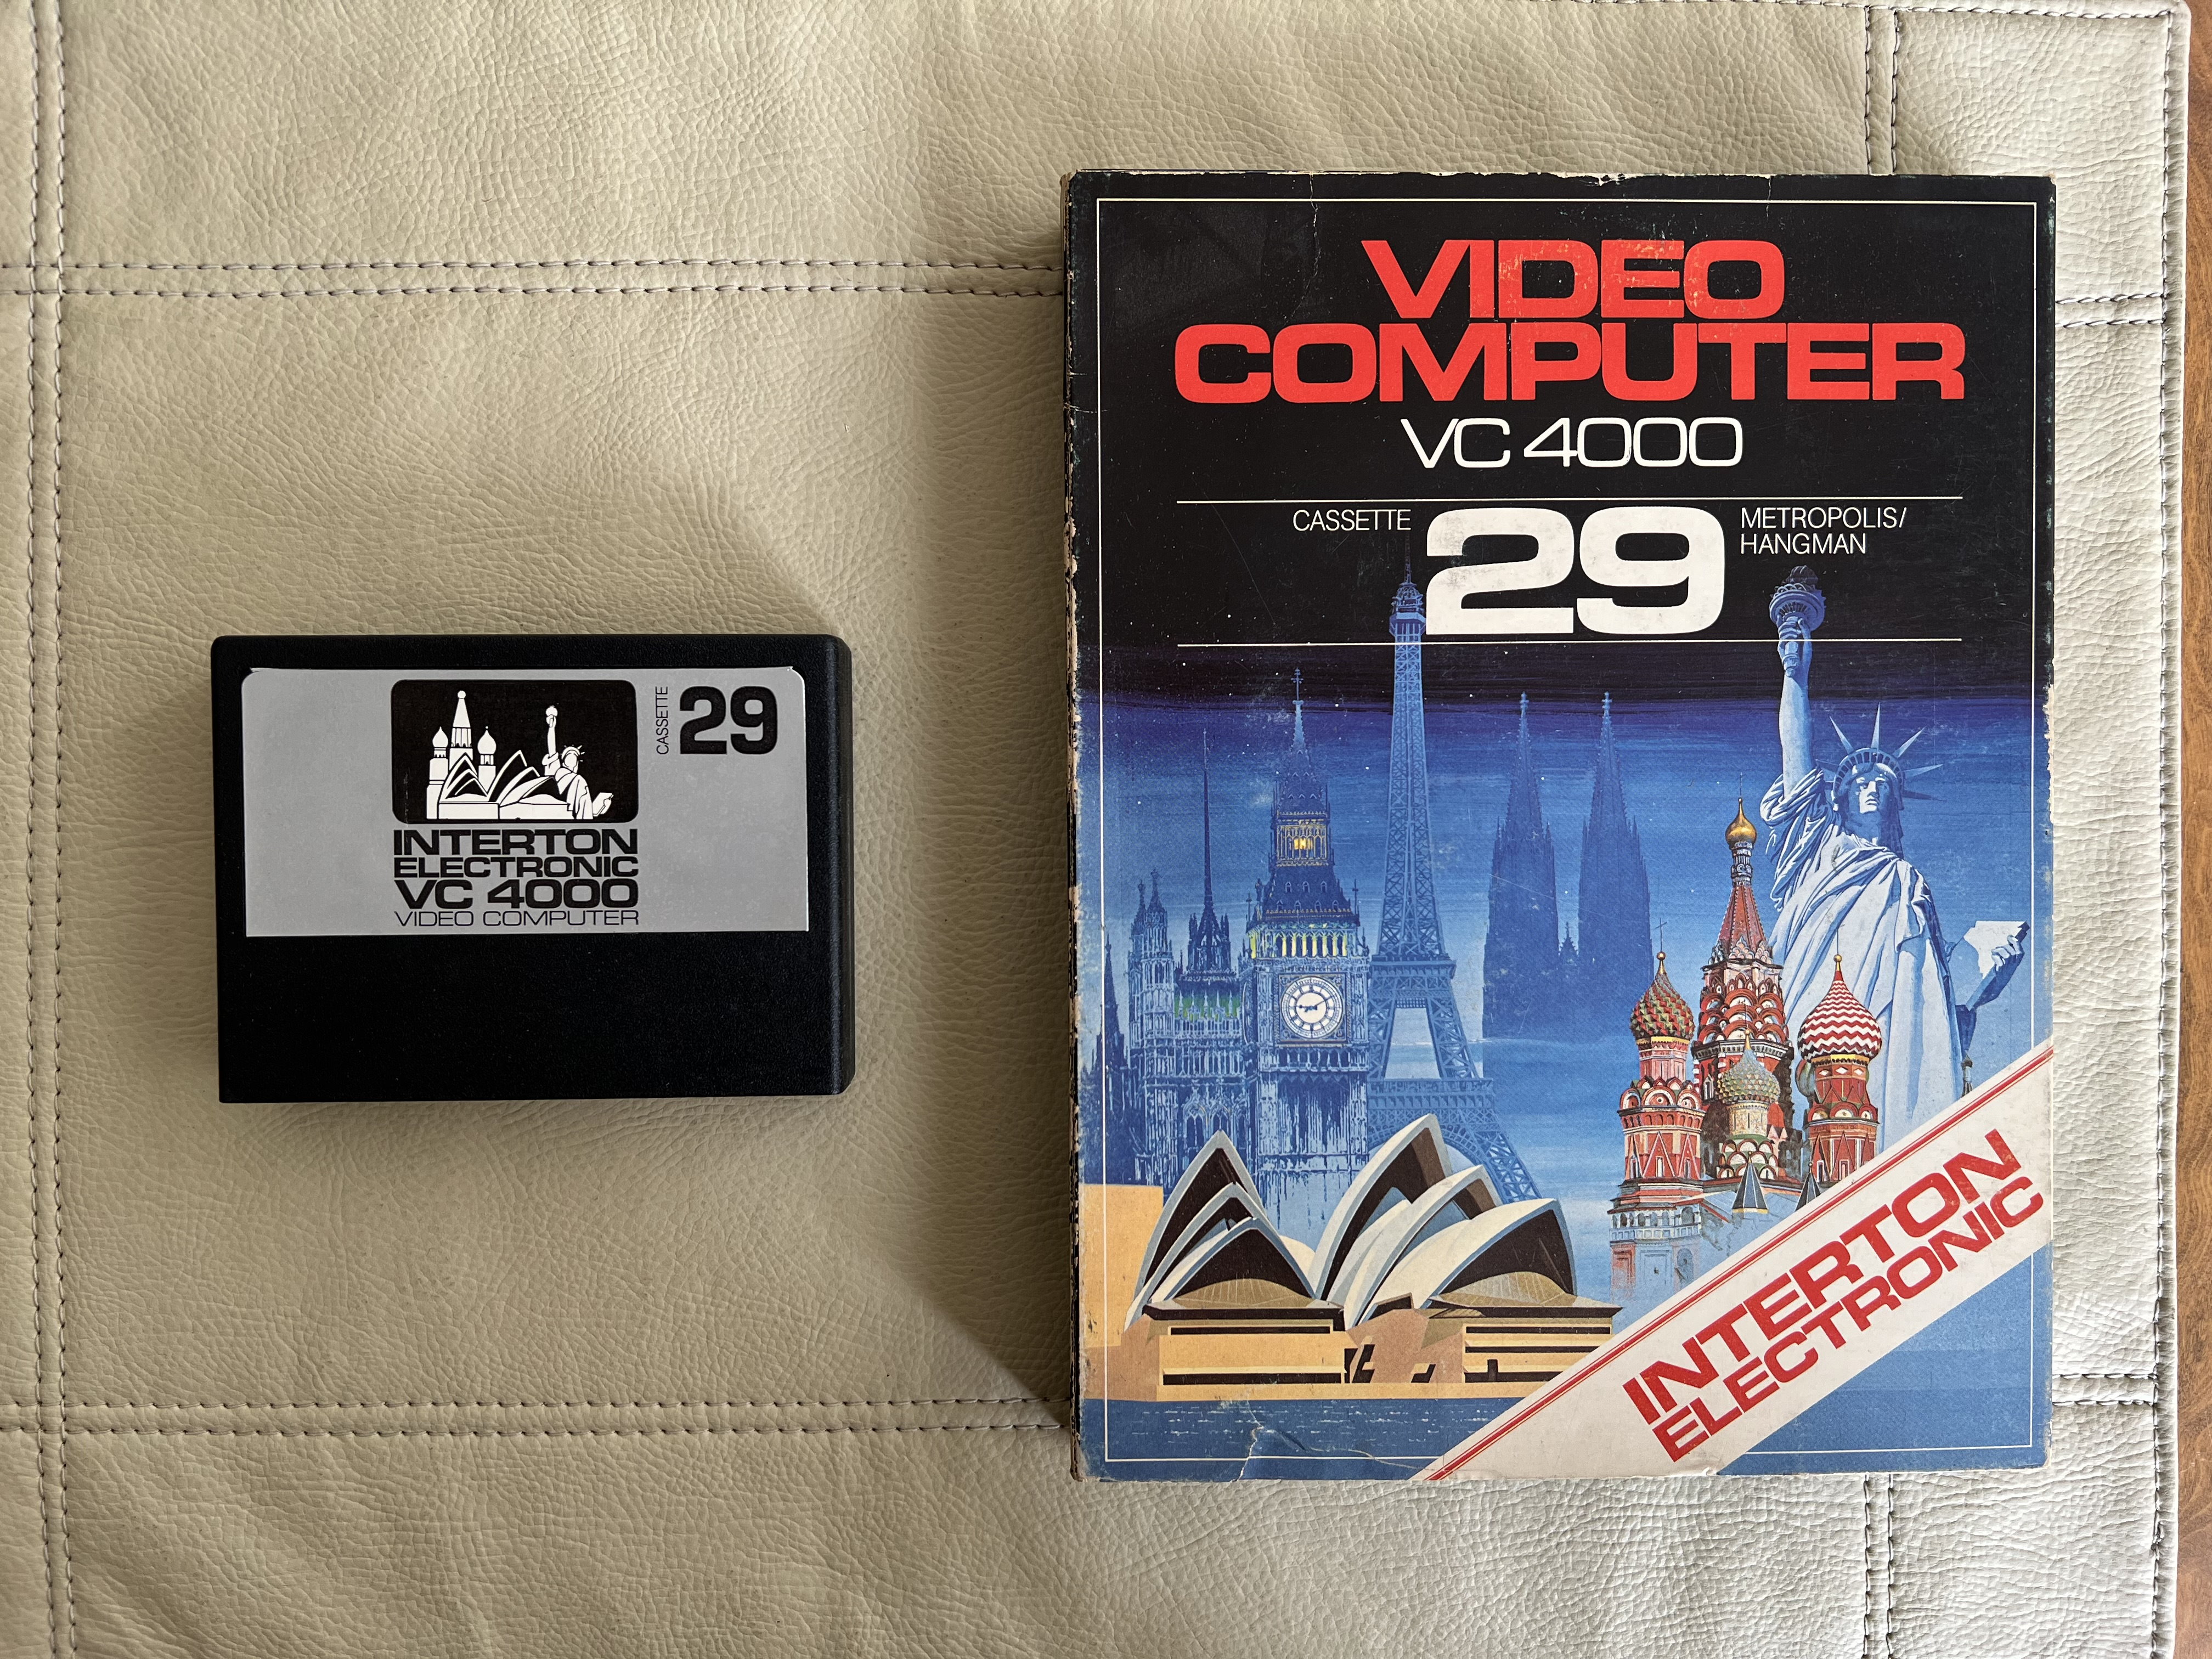 CASSETTE
29
INTERTON
ELECTRONIC
VC 4000
VIDEO COMPUTER
VIDEO
COMPUTER
VC 4000
CASSETTE
29
METROPOLIS/
HANGMAN
INTERTON
ELECTRONIC